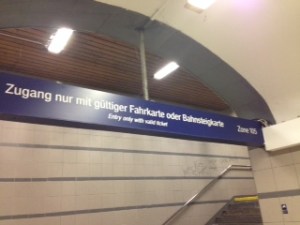 Zugang nur mit gültiger Fahrkarte oder Bahnsteigkarte
Entry only with valid ticket
Zone 105